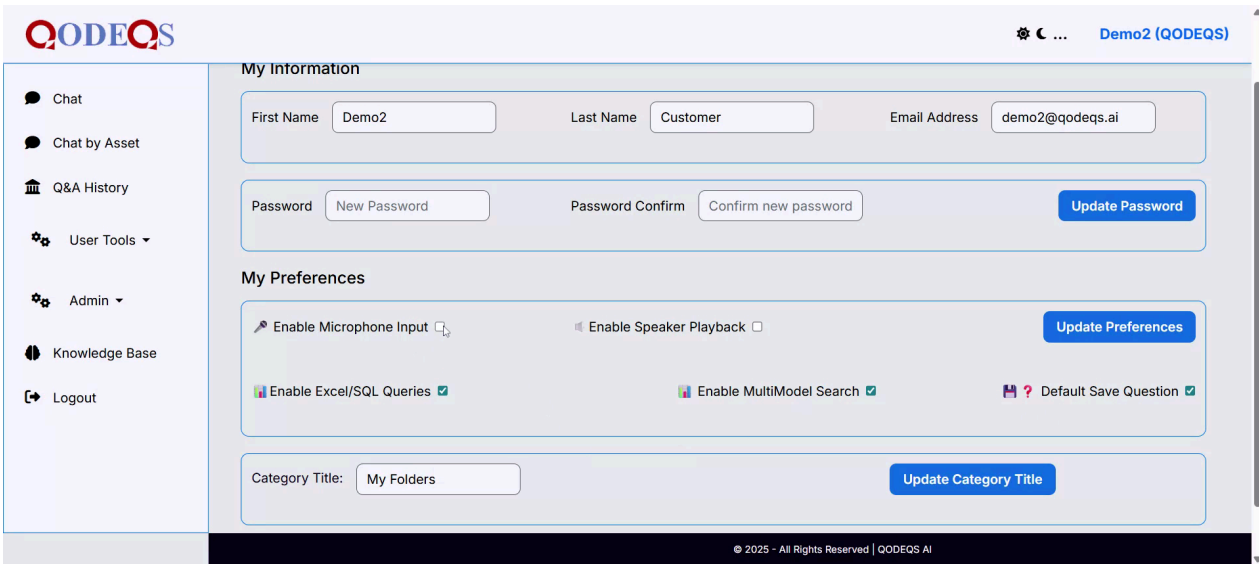 QODEQS
... Demo2 (QODEQS)
Chat
Chat by Asset
Q&A History
User Tools
Admin
Knowledge Base
Logout
My Information
First Name Demo2 Last Name Customer Email Address demo2@qodeqs.ai
Password New Password Password Confirm Confirm new password Update Password
My Preferences
Enable Microphone Input Enable Speaker Playback Update Preferences
Enable Excel/SQL Queries Enable MultiModel Search Default Save Question
Category Title: My Folders Update Category Title
© 2025 - All Rights Reserved | QODEQS AI